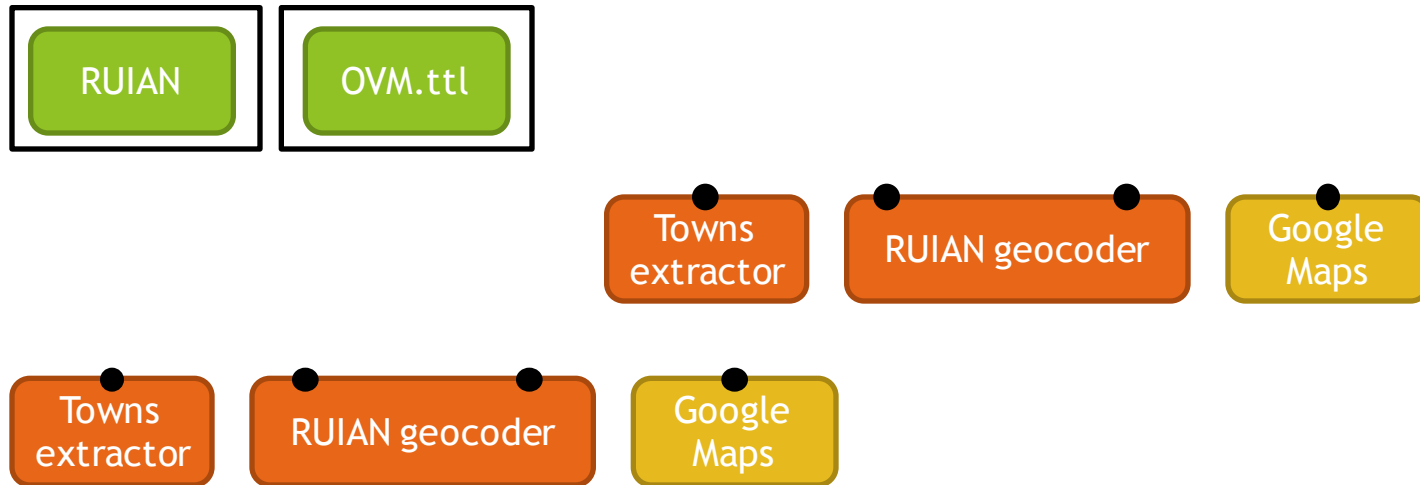 RUIAN
OVM.ttl
Towns
extractor
RUIAN geocoder
Google
Maps
Towns
extractor
RUIAN geocoder
Google
Maps